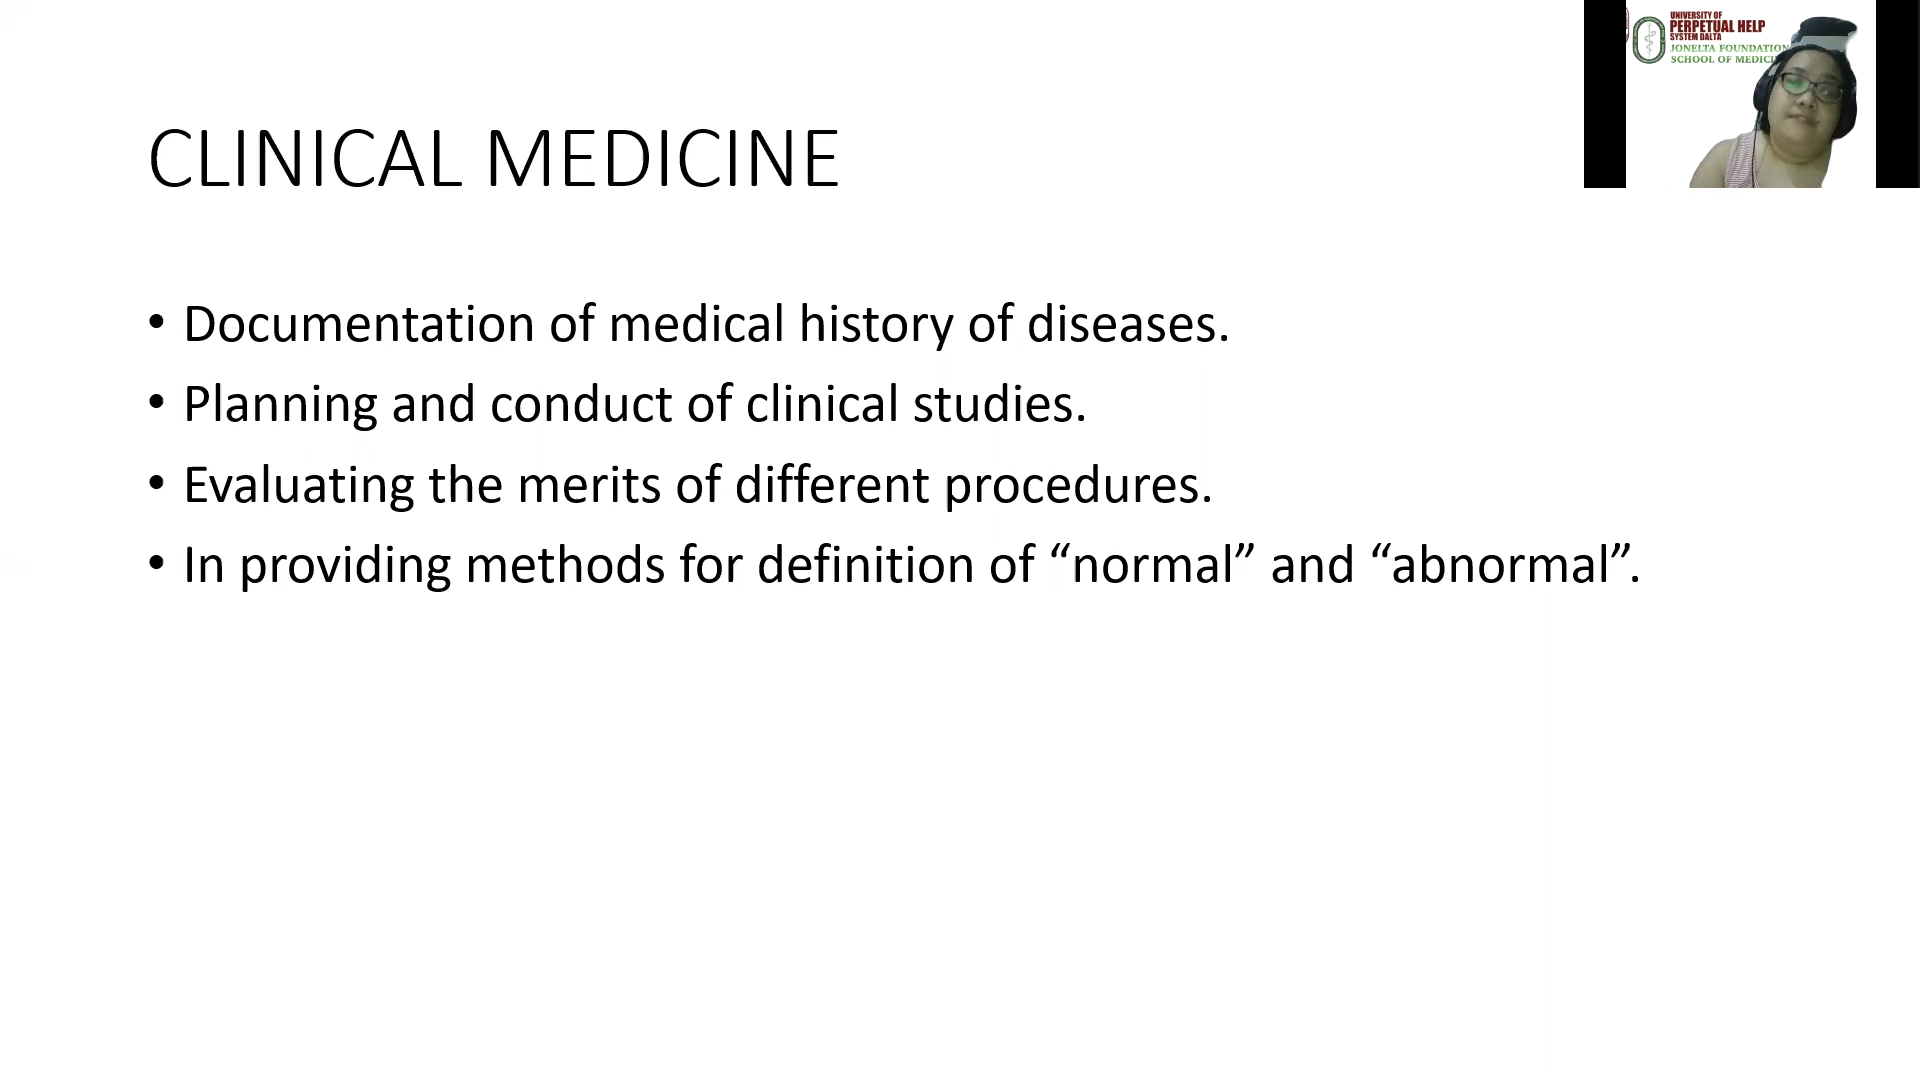 UNIVERSITY OF
PERPETUAL HELP
SYSTEM DALTA
JONELTA FOUNDATION
SCHOOL OF
CLINICAL MEDICINE
• Documentation of medical history of diseases.
• Planning and conduct of clinical studies.
• Evaluating the merits of different procedures.
• In providing methods for definition of “normal” and “abnormal”.